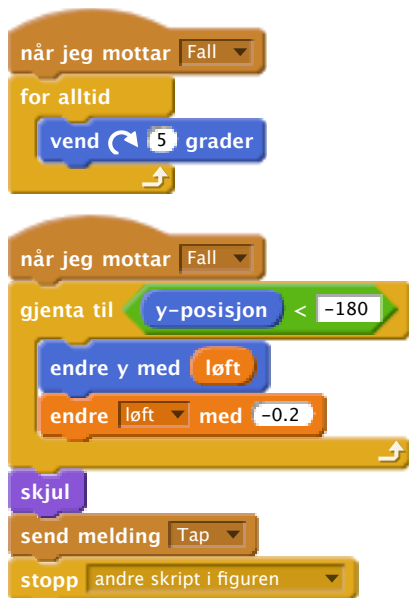 når jeg mottar Fall
for alltid
vend 5 grader
når jeg mottar Fall
gjenta til y-posisjon < -180
endre y med løft
endre løft med -0.2
skjul
send melding Tap
stopp andre skript i figuren